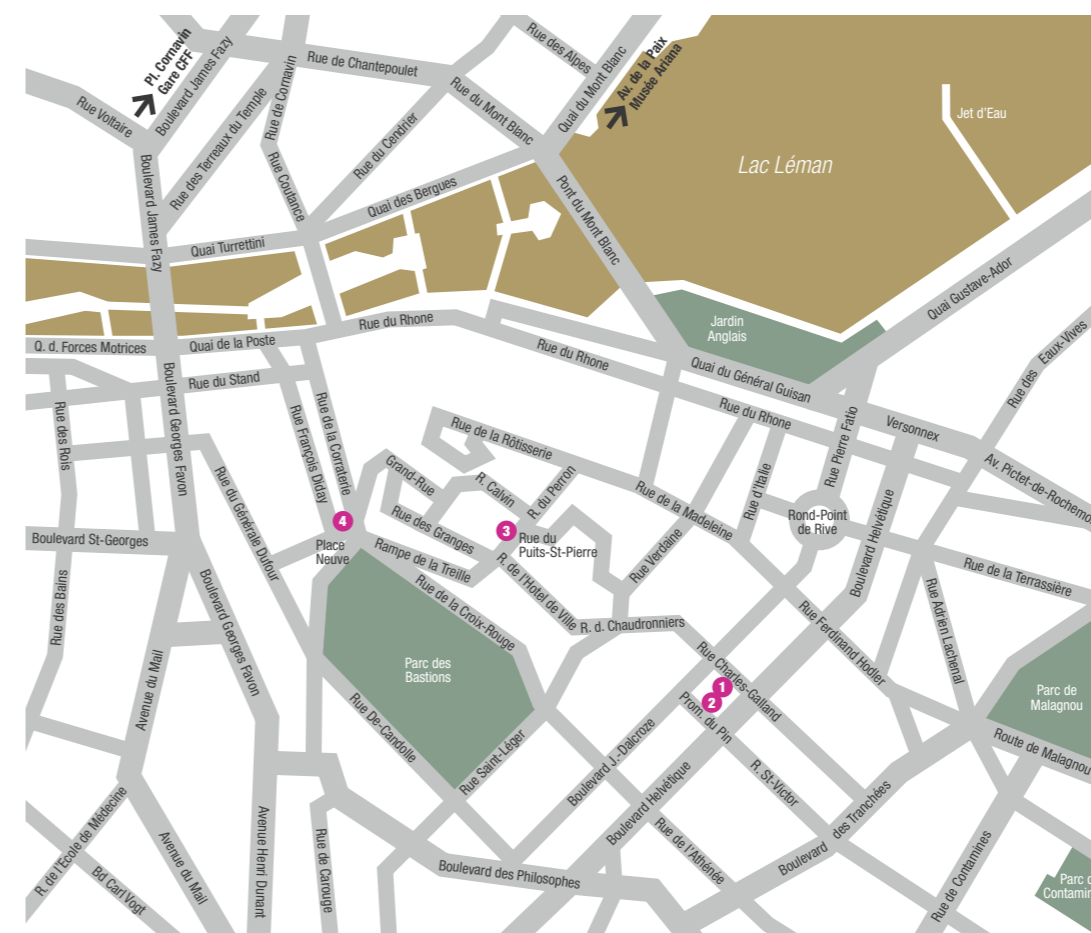 Pl. Cornavin
Gare CFF
Rue Voltaire
Boulevard James Fazy
Rue des Terreaux du Temple
Rue de Cornavin
Rue de Chantepoulet
Rue des Alpes
Quai du Mont Blanc
Av. de la Paix
Musée Ariana
Jet d'Eau
Lac Léman
Rue du Mont Blanc
Rue du Cendrier
Rue Coutance
Boulevard James Fazy
Quai des Bergues
Quai Turrettini
Pont du Mont Blanc
Quai Gustave-Ador
Jardin
Anglais
Rue du Rhone
Quai de la Poste
Q. d. Forces Motrices
Rue du Rhone
Quai du Général Guisan
Rue des Eaux-Vives
Rue du Stand
Rue du Rhone
Versonnex
Rue Pierre Fatio
Av. Pictet-de-Rochemo
Rue des Rois
Boulevard Georges Favon
Rue François Diday
Rue de la Corraterie
Rue de la Rôtisserie
Grand-Rue
R. Calvin
R. du Perron
Rue de la Madeleine
Rue d'Italie
Rond-Point
de Rive
Boulevard Helvétique
Rue du Générale Dufour
4
Place
Neuve
Rue des Granges
3
Rue du
Puits-St-Pierre
Rue Verdaine
Boulevard St-Georges
Rampe de la Treille
R. de l'Hotel de Ville
Rue de la Terrassière
Rue des Bains
Boulevard Georges Favon
Rue de la Croix-Rouge
R. d. Chaudronniers
Rue Ferdinand Hodler
Rue Adrien Lachenal
Avenue du Mail
Parc des
Bastions
Rue Charles-Galland
1
2
Prom. du Pin
Parc de
Malagnou
Route de Malagnou
Rue De-Candolle
Rue Saint-Léger
Boulevard J.-Dalcroze
Boulevard Helvétique
R. St-Victor
Boulevard des Tranchées
R. de l'Ecole de Médecine
Bd Carl Vogt
Avenue du Mail
Avenue Henri Dunant
Rue de Carouge
Boulevard des Philosophes
Rue de l'Athénée
Rue de Contamines
Parc d
Contamin